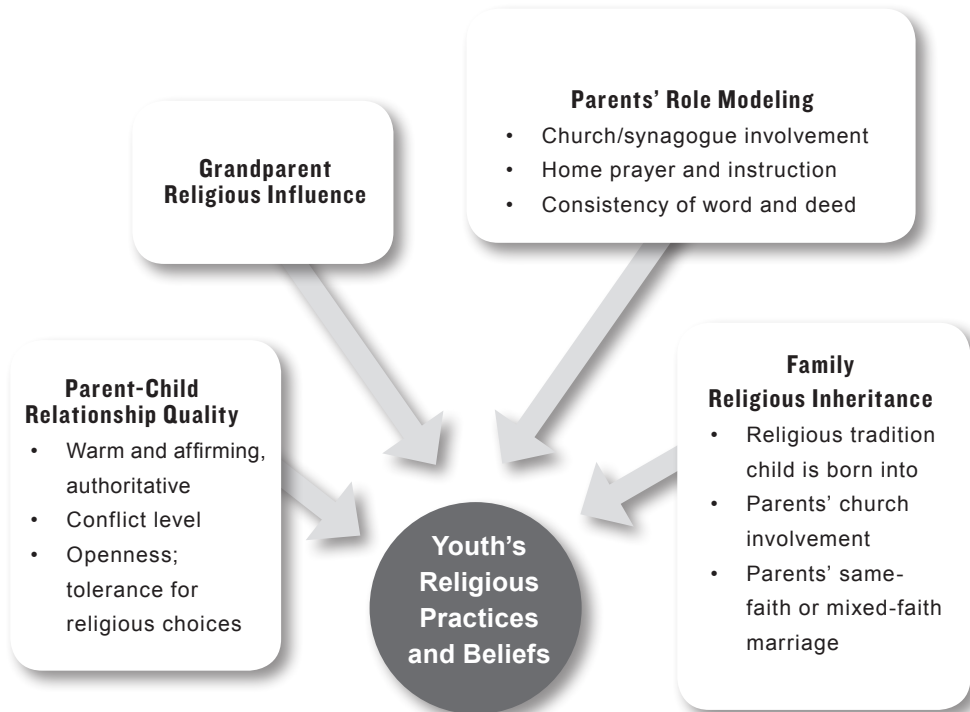 Grandparent
Religious Influence
Parents’ Role Modeling
• Church/synagogue involvement
• Home prayer and instruction
• Consistency of word and deed
Parent-Child
Relationship Quality
• Warm and affirming,
authoritative
• Conflict level
• Openness;
tolerance for
religious choices
Family
Religious Inheritance
• Religious tradition
child is born into
• Parents’ church
involvement
• Parents’ same-
faith or mixed-faith
marriage
Youth’s
Religious
Practices
and Beliefs